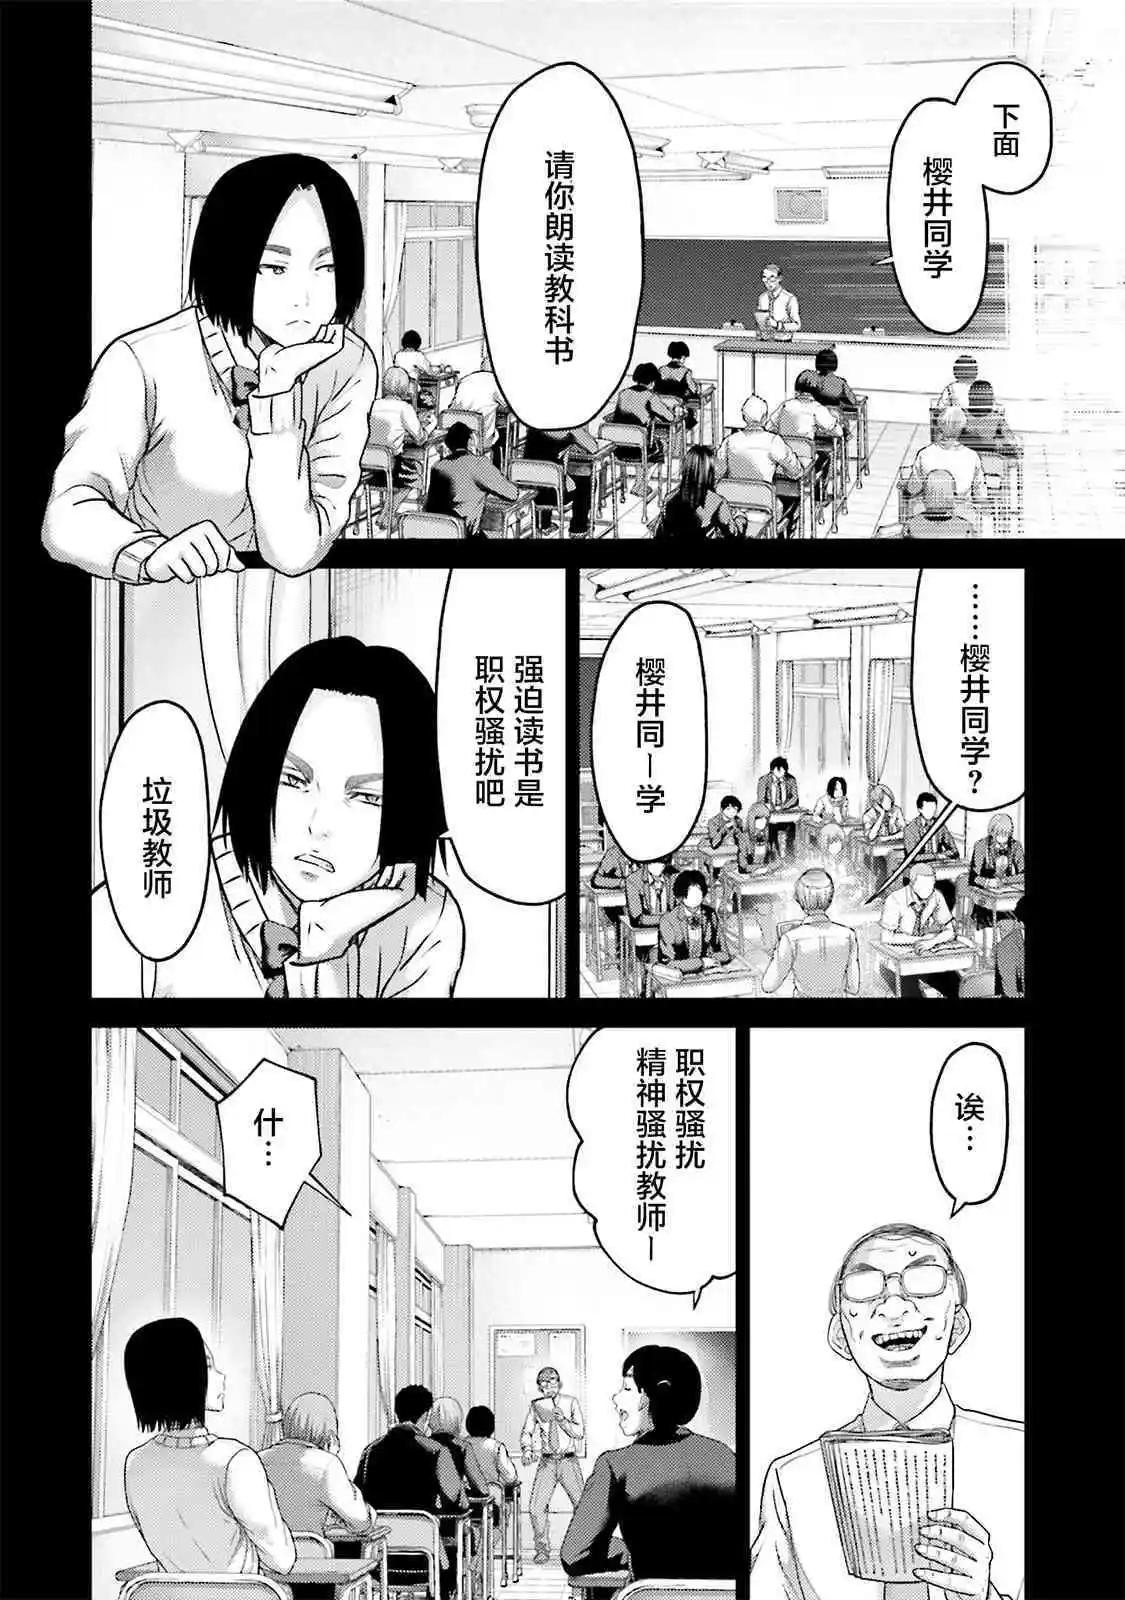 下面
樱井同学
请你朗读教科书
……樱井同学？
樱井同—学
强迫读书是
职权骚扰吧
垃圾教师
诶…
职权骚扰
精神骚扰教师—
什…